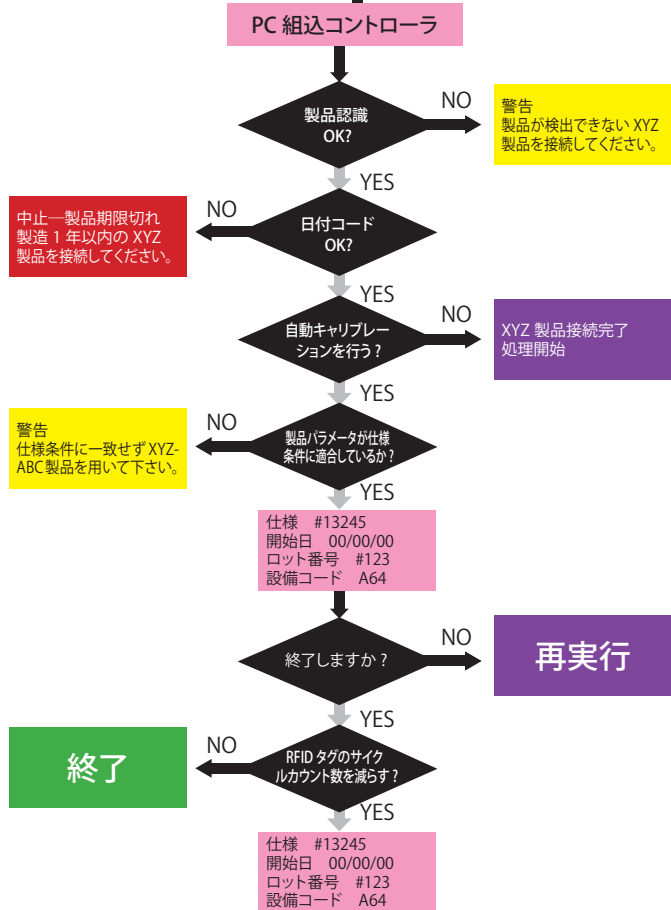 PC 組込コントローラ
製品認識
OK?
NO
警告
製品が検出できない XYZ
製品を接続してください。
YES
NO
中止―製品期限切れ
製造 1 年以内の XYZ
製品を接続してください。
日付コード
OK?
YES
自動キャリブレー
ションを行う ?
NO
XYZ 製品接続完了
処理開始
YES
NO
警告
仕様条件に一致せず XYZ-
ABC 製品を用いて下さい。
製品パラメータが仕様
条件に適合しているか ?
YES
仕様 #13245
開始日 00/00/00
ロット番号 #123
設備コード A64
終了しますか ?
NO
再実行
YES
NO
終了
RFID タグのサイク
ルカウント数を減らす ?
YES
仕様 #13245
開始日 00/00/00
ロット番号 #123
設備コード A64